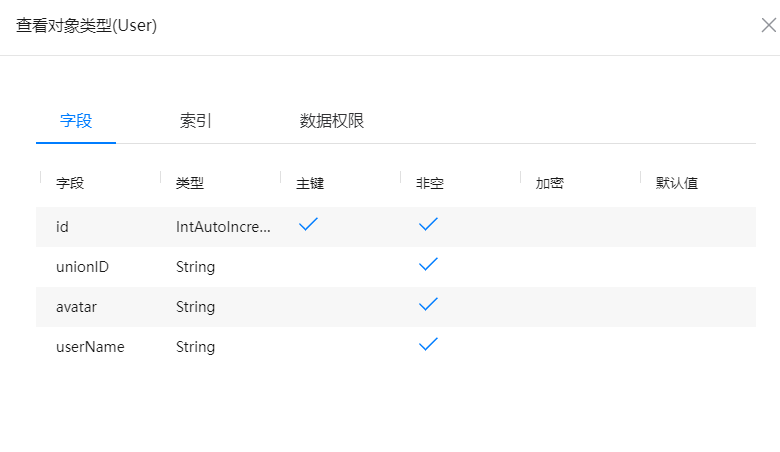 查看对象类型(User)
字段 索引 数据权限
字段 类型 主键 非空 加密 默认值
id IntAutoIncre...
unionID String
avatar String
userName String